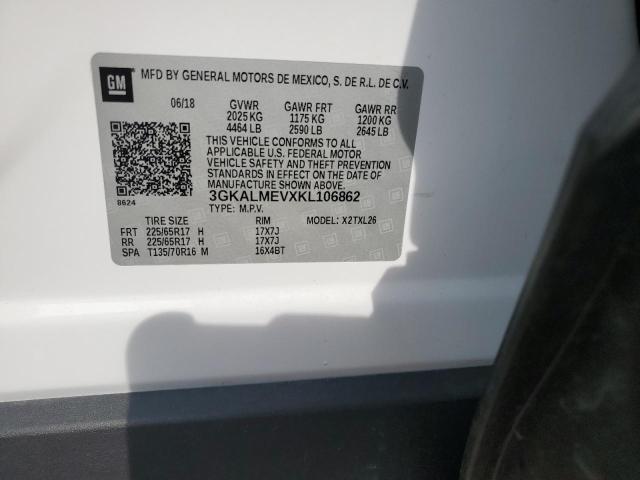 GM
MFD BY GENERAL MOTORS DE MEXICO, S. DE R.L. DE C.V.
06/18 GVWR GAWR FRT GAWR RR
2025 KG 1175 KG 1200 KG
4464 LB 2590 LB 2645 LB
THIS VEHICLE CONFORMS TO ALL
APPLICABLE U.S. FEDERAL MOTOR
VEHICLE SAFETY AND THEFT PREVENTION
STANDARDS IN EFFECT ON THE DATE OF
MANUFACTURE SHOWN ABOVE.
8624 3GKALMEVXKL106862
TYPE: M.P.V. MODEL: X2TXL26
TIRE SIZE RIM
FRT 225/65R17 H 17X7J
RR 225/65R17 H 17X7J
SPA T135/70R16 M 16X4BT